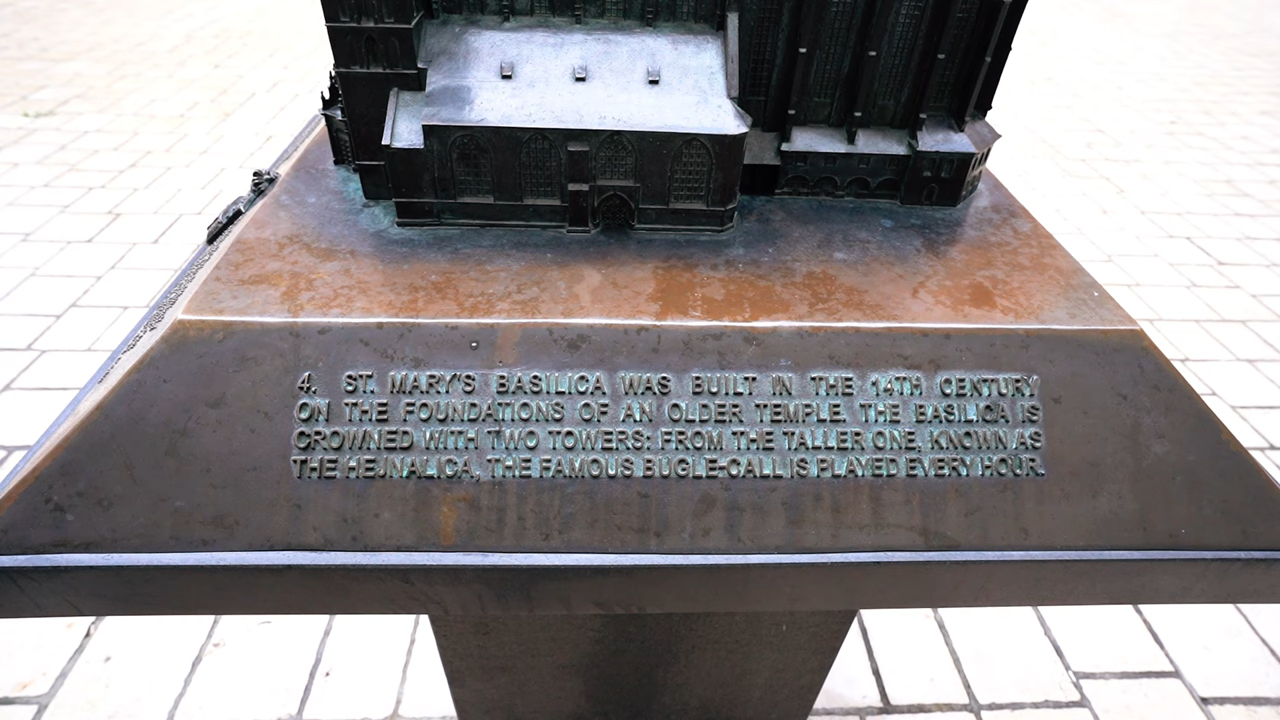 4. ST. MARY'S BASILICA WAS BUILT IN THE 14TH CENTURY
ON THE FOUNDATIONS OF AN OLDER TEMPLE. THE BASILICA IS
CROWNED WITH TWO TOWERS: FROM THE TALLER ONE, KNOWN AS
THE HEJNALICA, THE FAMOUS BUGLE-CALL IS PLAYED EVERY HOUR.